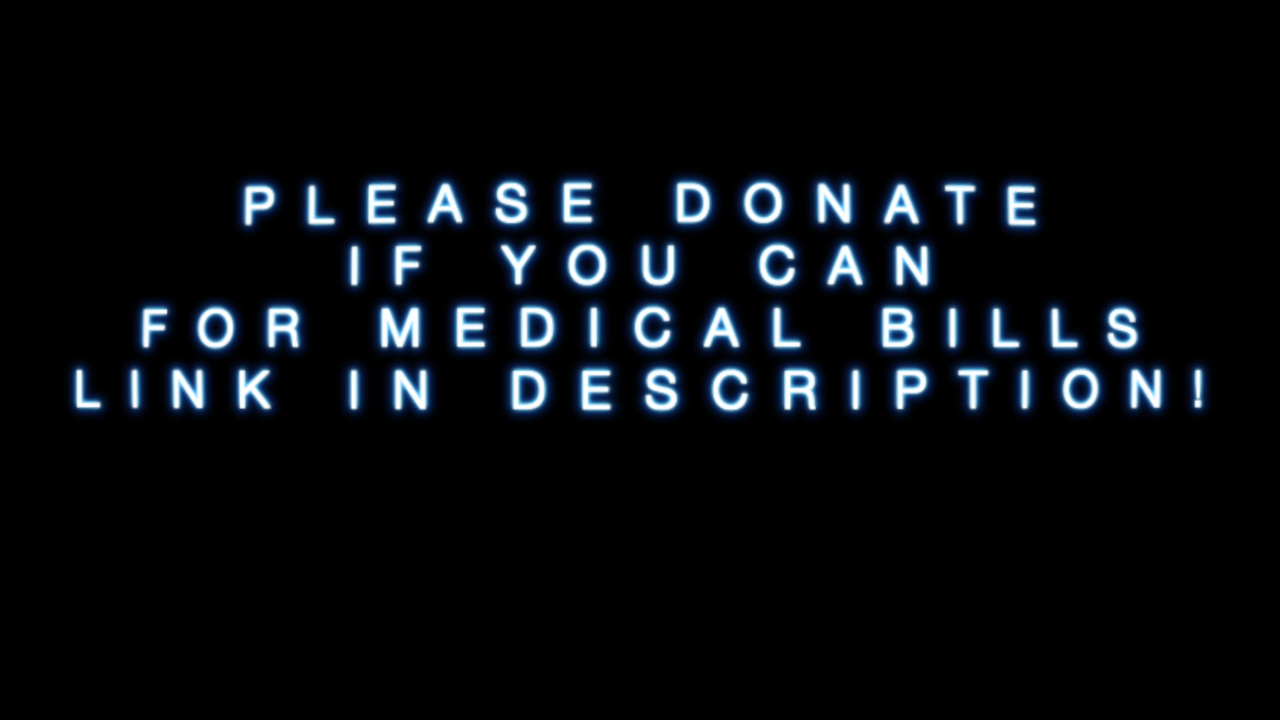 PLEASE DONATE
IF YOU CAN
FOR MEDICAL BILLS
LINK IN DESCRIPTION!